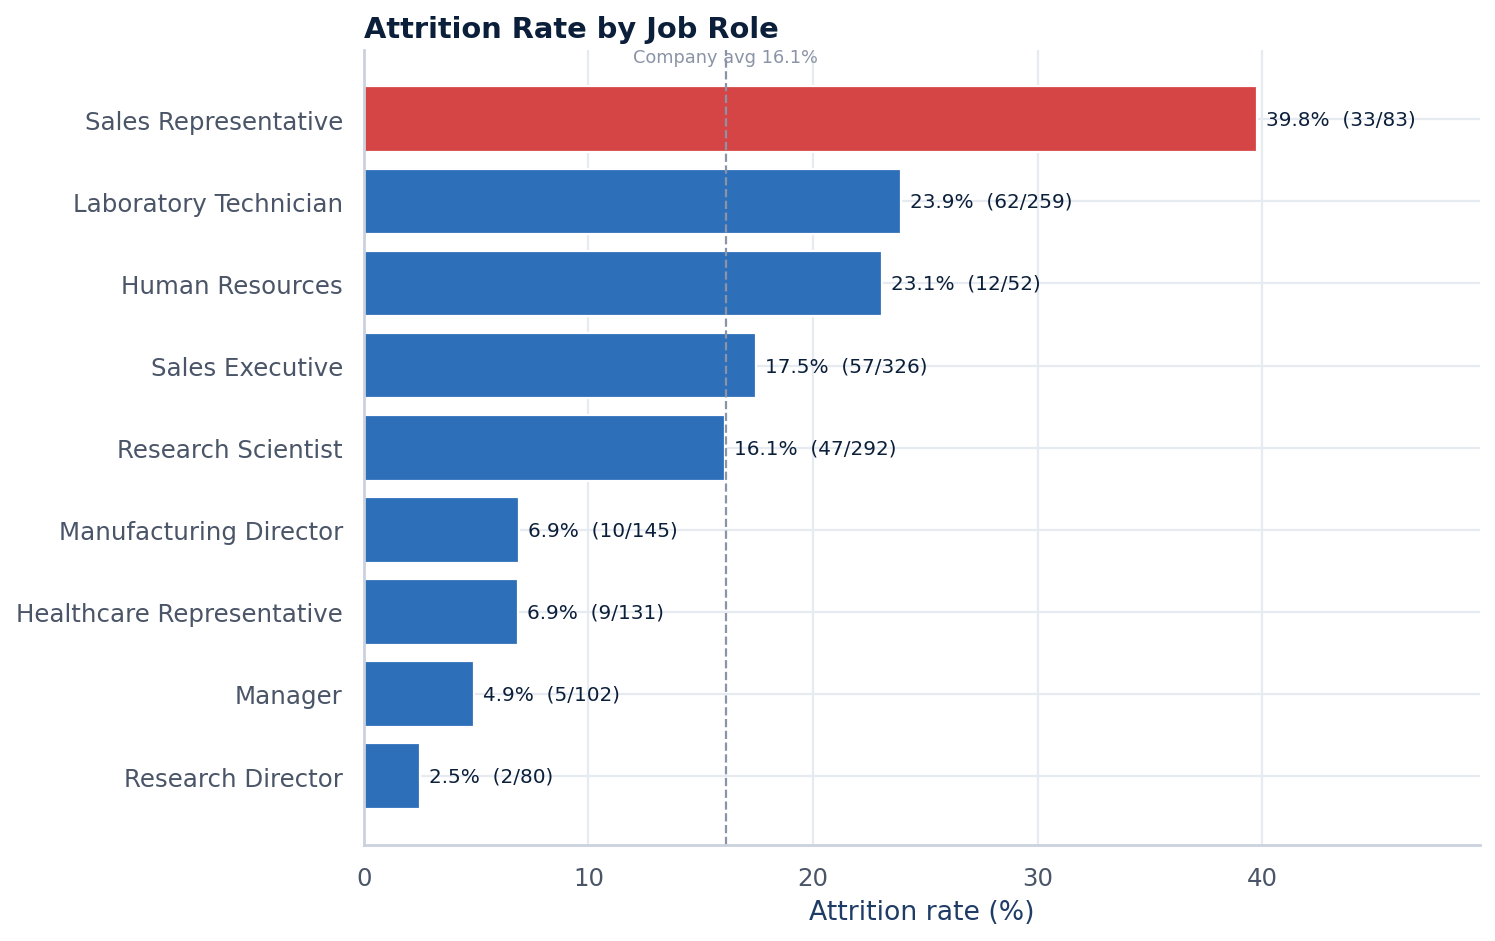 Attrition Rate by Job Role
Company avg 16.1%
Sales Representative 39.8% (33/83)
Laboratory Technician 23.9% (62/259)
Human Resources 23.1% (12/52)
Sales Executive 17.5% (57/326)
Research Scientist 16.1% (47/292)
Manufacturing Director 6.9% (10/145)
Healthcare Representative 6.9% (9/131)
Manager 4.9% (5/102)
Research Director 2.5% (2/80)
0 10 20 30 40
Attrition rate (%)